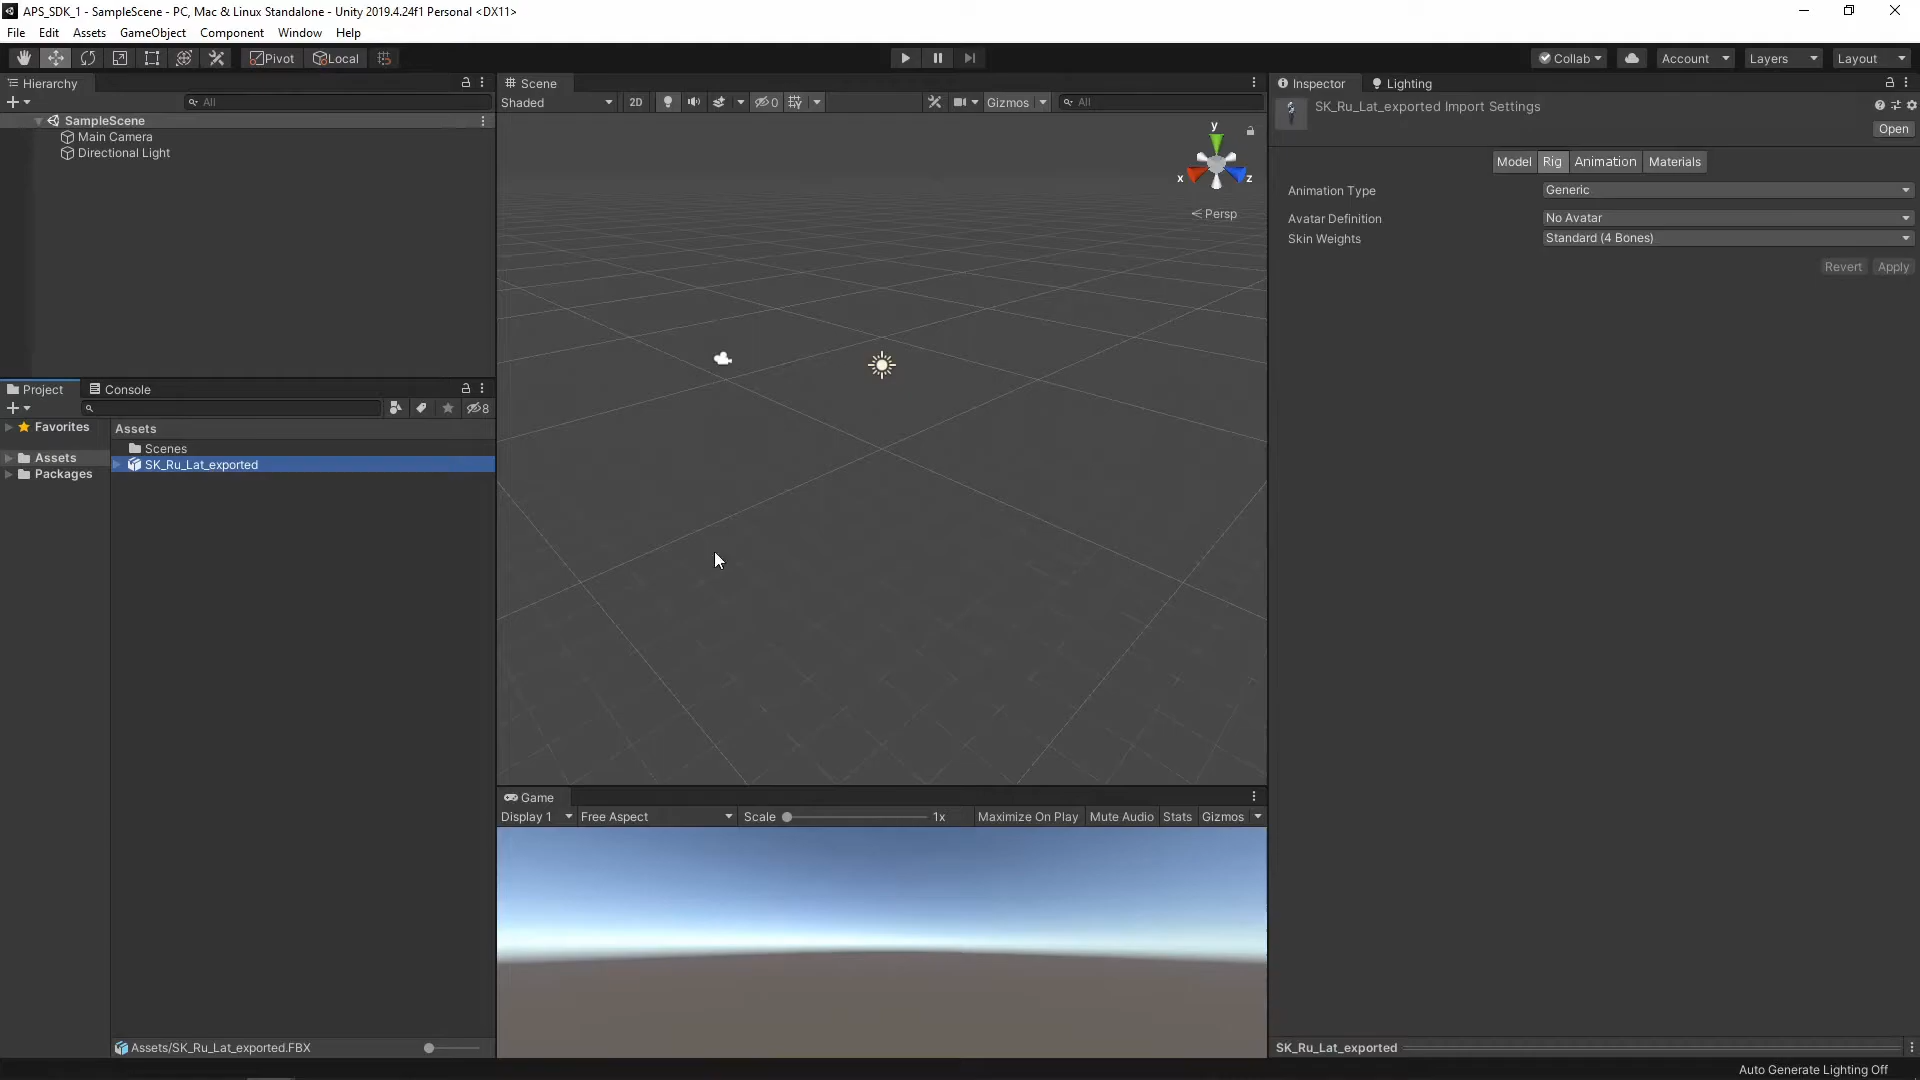 APS_SDK_1 - SampleScene - PC, Mac & Linux Standalone - Unity 2019.4.24f1 Personal <DX11>
File Edit Assets GameObject Component Window Help
Pivot Local Collab Account Layers Layout
Hierarchy
All
SampleScene
Main Camera
Directional Light
Project Console
8
Favorites
Assets
Packages
Assets
Scenes
SK_Ru_Lat_exported
Assets/SK_Ru_Lat_exported.FBX
Scene
Shaded 2D 0 Gizmos All
y
x z
Persp
Game
Display 1 Free Aspect Scale 1x Maximize On Play Mute Audio Stats Gizmos
Inspector Lighting
SK_Ru_Lat_exported Import Settings
Open
Model Rig Animation Materials
Animation Type Generic
Avatar Definition No Avatar
Skin Weights Standard (4 Bones)
Revert Apply
SK_Ru_Lat_exported
Auto Generate Lighting Off